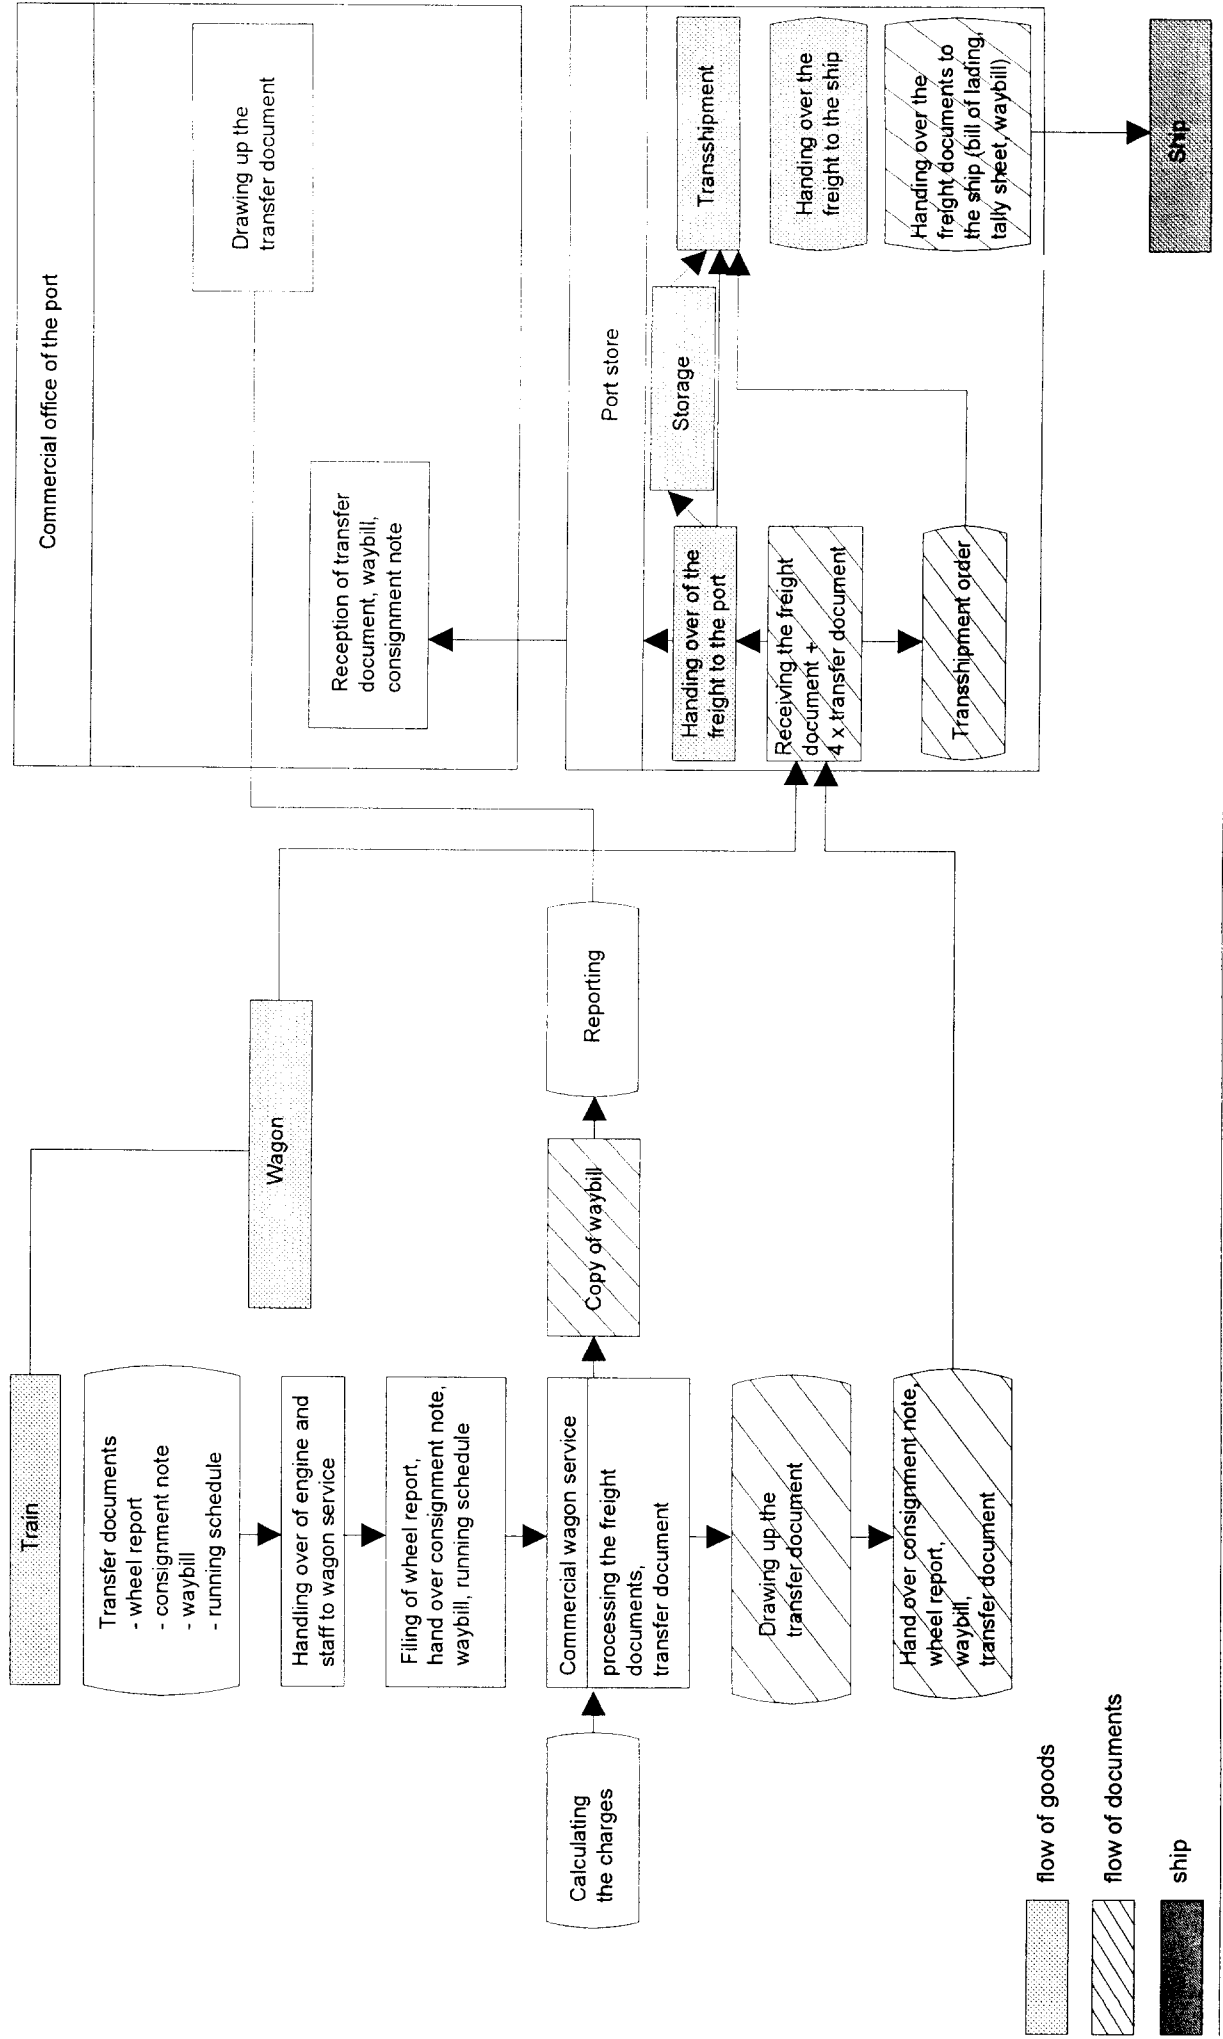 Train
Transfer documents
- wheel report
- consignment note
- waybill
- running schedule
Handling over of engine and
staff to wagon service
Filing of wheel report,
hand over consignment note,
waybill, running schedule
Calculating
the charges
Commercial wagon service
processing the freight
documents,
transfer document
Drawing up the
transfer document
Hand over consignment note,
wheel report,
waybill,
transfer document
Wagon
Copy of waybill
Reporting
Commercial office of the port
Drawing up the
transfer document
Reception of transfer
document, waybill,
consignment note
Port store
Handing over of the
freight to the port
Storage
Transshipment
Receiving the freight
document +
4 x transfer document
Handing over the
freight to the ship
Transshipment order
Handing over the
freight documents to
the ship (bill of lading,
tally sheet, waybill)
Ship
flow of goods
flow of documents
ship